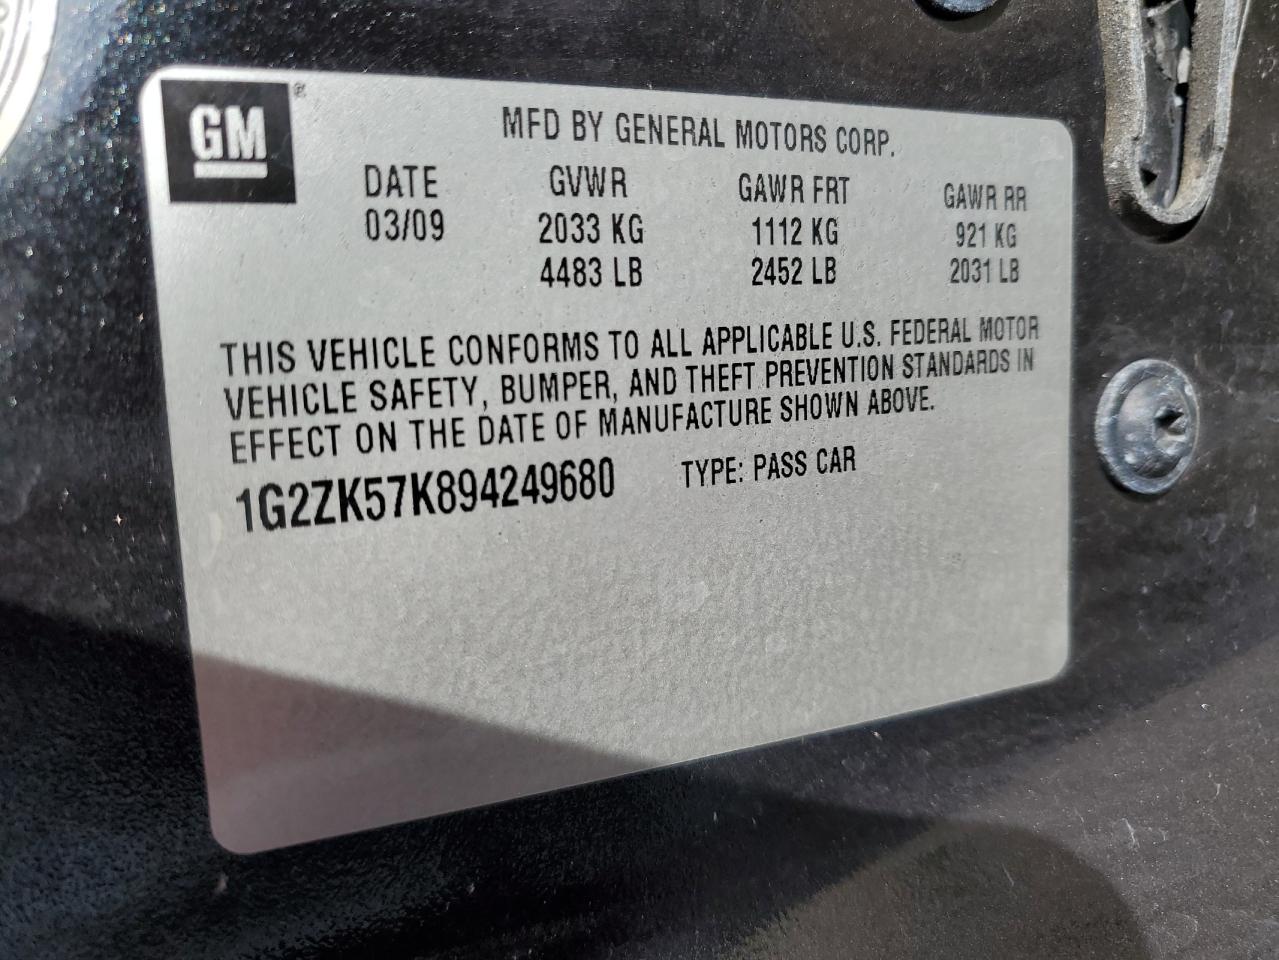 GM ®
MFD BY GENERAL MOTORS CORP.
DATE GVWR GAWR FRT GAWR RR
03/09 2033 KG 1112 KG 921 KG
4483 LB 2452 LB 2031 LB
THIS VEHICLE CONFORMS TO ALL APPLICABLE U.S. FEDERAL MOTOR
VEHICLE SAFETY, BUMPER, AND THEFT PREVENTION STANDARDS IN
EFFECT ON THE DATE OF MANUFACTURE SHOWN ABOVE.
1G2ZK57K894249680 TYPE: PASS CAR